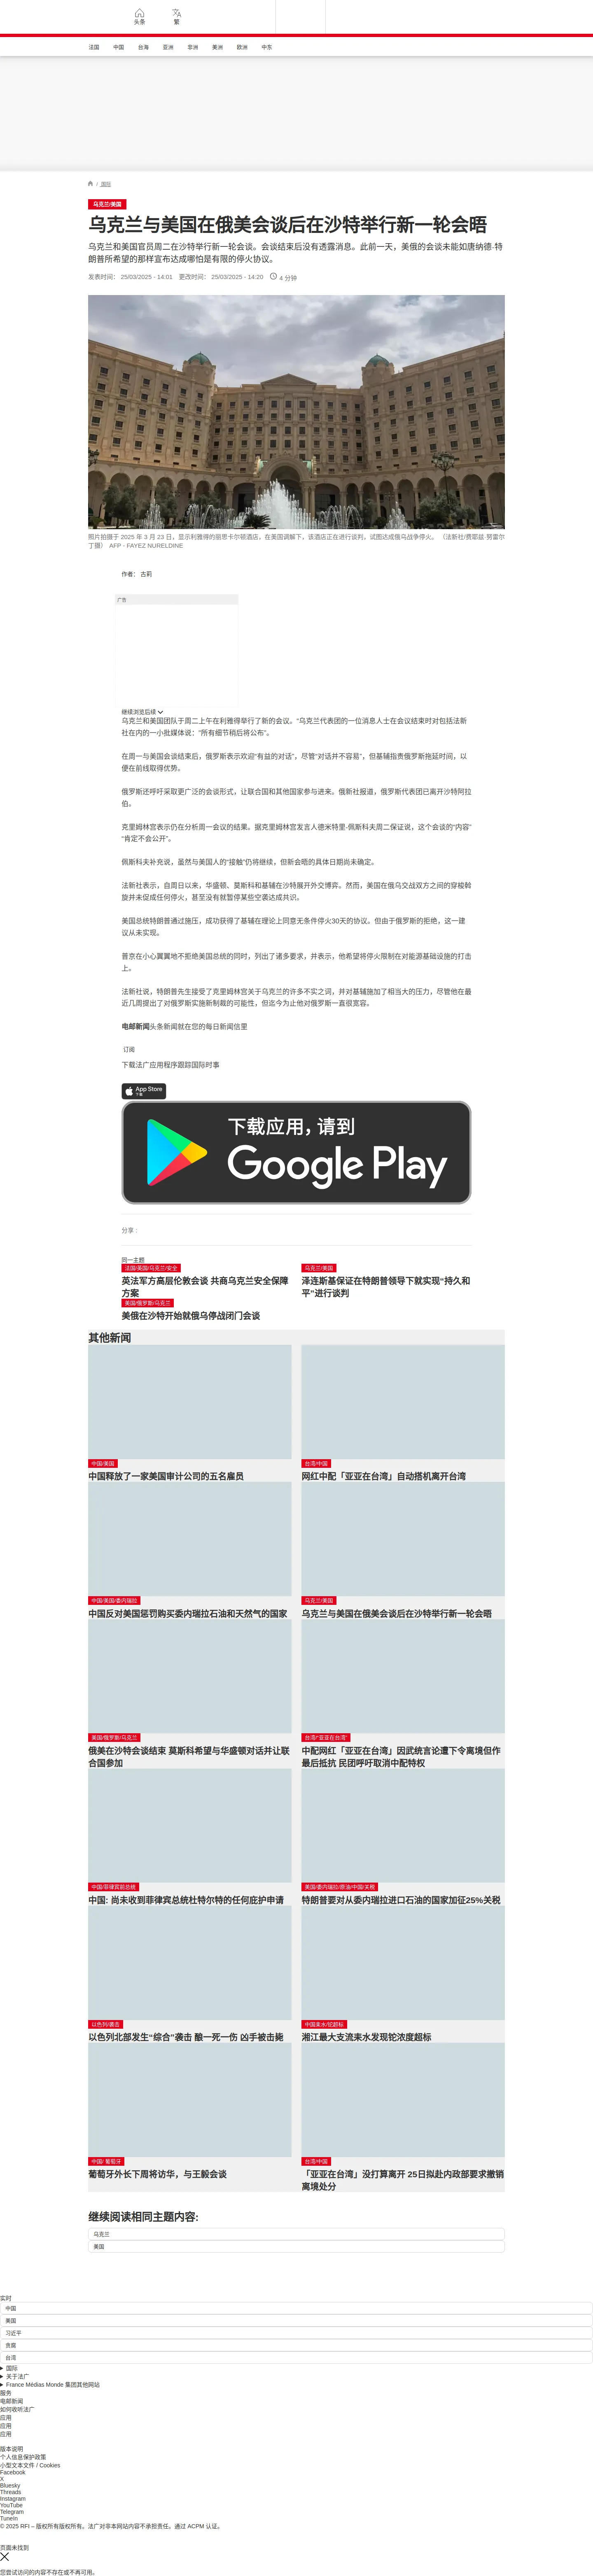 头条
繁
法国
中国
台海
亚洲
非洲
美洲
欧洲
中东
/ 国际
乌克兰/美国
乌克兰与美国在俄美会谈后在沙特举行新一轮会晤
乌克兰和美国官员周二在沙特举行新一轮会谈。会谈结束后没有透露消息。此前一天，美俄的会谈未能如唐纳德·特
朗普所希望的那样宣布达成哪怕是有限的停火协议。
发表时间： 25/03/2025 - 14:01 更改时间： 25/03/2025 - 14:20 4 分钟
照片拍摄于 2025 年 3 月 23 日，显示利雅得的丽思卡尔顿酒店，在美国调解下，该酒店正在进行谈判，试图达成俄乌战争停火。 （法新社/费耶兹·努雷尔
丁摄） AFP - FAYEZ NURELDINE
作者： 古莉
广告
继续浏览后续
乌克兰和美国团队于周二上午在利雅得举行了新的会议。“乌克兰代表团的一位消息人士在会议结束时对包括法新
社在内的一小批媒体说：“所有细节稍后将公布”。
在周一与美国会谈结束后，俄罗斯表示欢迎“有益的对话”，尽管“对话并不容易”，但基辅指责俄罗斯拖延时间，以
便在前线取得优势。
俄罗斯还呼吁采取更广泛的会谈形式，让联合国和其他国家参与进来。俄新社报道，俄罗斯代表团已离开沙特阿拉
伯。
克里姆林宫表示仍在分析周一会议的结果。据克里姆林宫发言人德米特里·佩斯科夫周二保证说，这个会谈的“内容”
“肯定不会公开”。
佩斯科夫补充说，虽然与美国人的“接触”仍将继续，但新会晤的具体日期尚未确定。
法新社表示，自周日以来，华盛顿、莫斯科和基辅在沙特展开外交博弈。然而，美国在俄乌交战双方之间的穿梭斡
旋并未促成任何停火，甚至没有就暂停某些空袭达成共识。
美国总统特朗普通过施压，成功获得了基辅在理论上同意无条件停火30天的协议。但由于俄罗斯的拒绝，这一建
议从未实现。
普京在小心翼翼地不拒绝美国总统的同时，列出了诸多要求，并表示，他希望将停火限制在对能源基础设施的打击
上。
法新社说，特朗普先生接受了克里姆林宫关于乌克兰的许多不实之词，并对基辅施加了相当大的压力，尽管他在最
近几周提出了对俄罗斯实施新制裁的可能性，但迄今为止他对俄罗斯一直很宽容。
电邮新闻头条新闻就在您的每日新闻信里
订阅
下载法广应用程序跟踪国际时事
App Store
下载
下载应用，请到
Google Play
分享 :
同一主题
法国/英国/乌克兰/安全
英法军方高层伦敦会谈 共商乌克兰安全保障
方案
乌克兰/美国
泽连斯基保证在特朗普领导下就实现“持久和
平”进行谈判
美国/俄罗斯/乌克兰
美俄在沙特开始就俄乌停战闭门会谈
其他新闻
中国/美国
中国释放了一家美国审计公司的五名雇员
台湾/中国
网红中配「亚亚在台湾」自动搭机离开台湾
中国/美国/委内瑞拉
中国反对美国惩罚购买委内瑞拉石油和天然气的国家
乌克兰/美国
乌克兰与美国在俄美会谈后在沙特举行新一轮会晤
美国/俄罗斯/乌克兰
俄美在沙特会谈结束 莫斯科希望与华盛顿对话并让联
合国参加
台湾/“亚亚在台湾”
中配网红「亚亚在台湾」因武统言论遭下令离境但作
最后抵抗 民团呼吁取消中配特权
中国/菲律宾前总统
中国: 尚未收到菲律宾总统杜特尔特的任何庇护申请
美国/委内瑞拉/原油/中国/关税
特朗普要对从委内瑞拉进口石油的国家加征25%关税
以色列/袭击
以色列北部发生“综合”袭击 酿一死一伤 凶手被击毙
中国耒水/铊超标
湘江最大支流耒水发现铊浓度超标
中国/ 葡萄牙
葡萄牙外长下周将访华，与王毅会谈
台湾/中国
「亚亚在台湾」没打算离开 25日拟赴内政部要求撤销
离境处分
继续阅读相同主题内容:
乌克兰
美国
实时
中国
美国
习近平
贪腐
台湾
国际
关于法广
France Médias Monde 集团其他网站
服务
电邮新闻
如何收听法广
应用
应用
应用
版本说明
个人信息保护政策
小型文本文件 / Cookies
Facebook
X
Bluesky
Threads
Instagram
YouTube
Telegram
TuneIn
© 2025 RFI – 版权所有版权所有。法广对非本网站内容不承担责任。通过 ACPM 认证。
页面未找到
您尝试访问的内容不存在或不再可用。